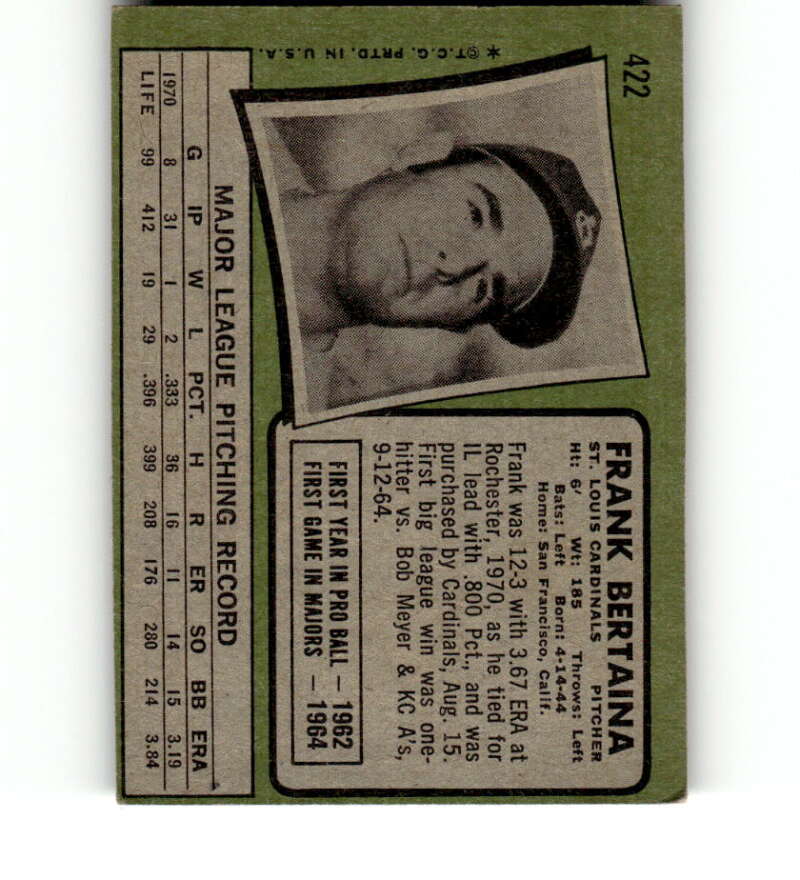 422
FRANK BERTAINA
ST. LOUIS CARDINALS PITCHER
Ht: 6' Wt: 185 Throws: Left
Bats: Left Born: 4-14-44
Home: San Francisco, Calif.
Frank was 12-3 with 3.67 ERA at
Rochester, 1970, as he tied for
IL lead with .800 Pct., and was
purchased by Cardinals, Aug. 15.
First big league win was one-
hitter vs. Bob Meyer & KC A's,
9-12-64.
FIRST YEAR IN PRO BALL — 1962
FIRST GAME IN MAJORS — 1964
★©T.C.G. PRTD. IN U.S.A.
MAJOR LEAGUE PITCHING RECORD
G IP W L PCT. H R ER SO BB ERA
1970 8 31 1 2 .333 36 16 11 14 15 3.19
LIFE 99 412 19 29 .396 399 208 176 280 214 3.84